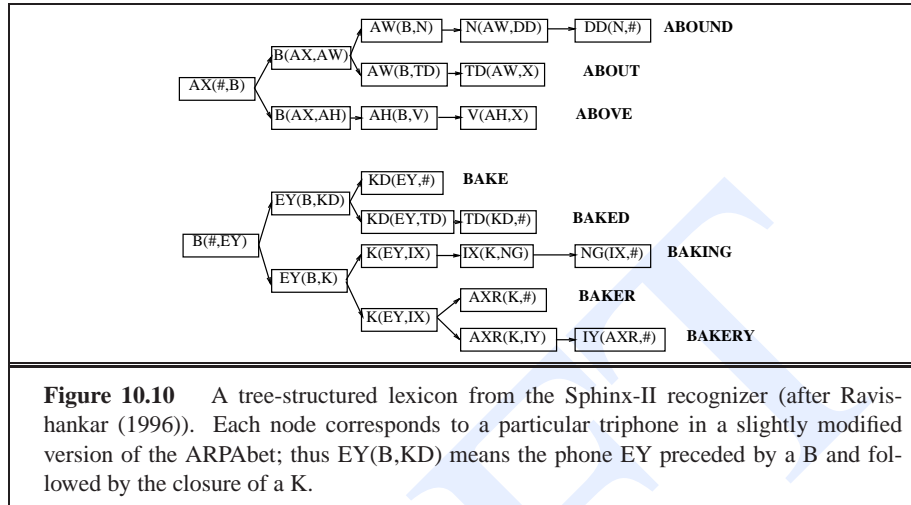 AW(B,N) N(AW,DD) DD(N,#) ABOUND
B(AX,AW)
AW(B,TD) TD(AW,X) ABOUT
AX(#,B)
B(AX,AH) AH(B,V) V(AH,X) ABOVE
KD(EY,#) BAKE
EY(B,KD)
KD(EY,TD) TD(KD,#) BAKED
B(#,EY)
K(EY,IX) IX(K,NG) NG(IX,#) BAKING
EY(B,K)
AXR(K,#) BAKER
K(EY,IX)
AXR(K,IY) IY(AXR,#) BAKERY
Figure 10.10 A tree-structured lexicon from the Sphinx-II recognizer (after Ravis-
hankar (1996)). Each node corresponds to a particular triphone in a slightly modified
version of the ARPAbet; thus EY(B,KD) means the phone EY preceded by a B and fol-
lowed by the closure of a K.